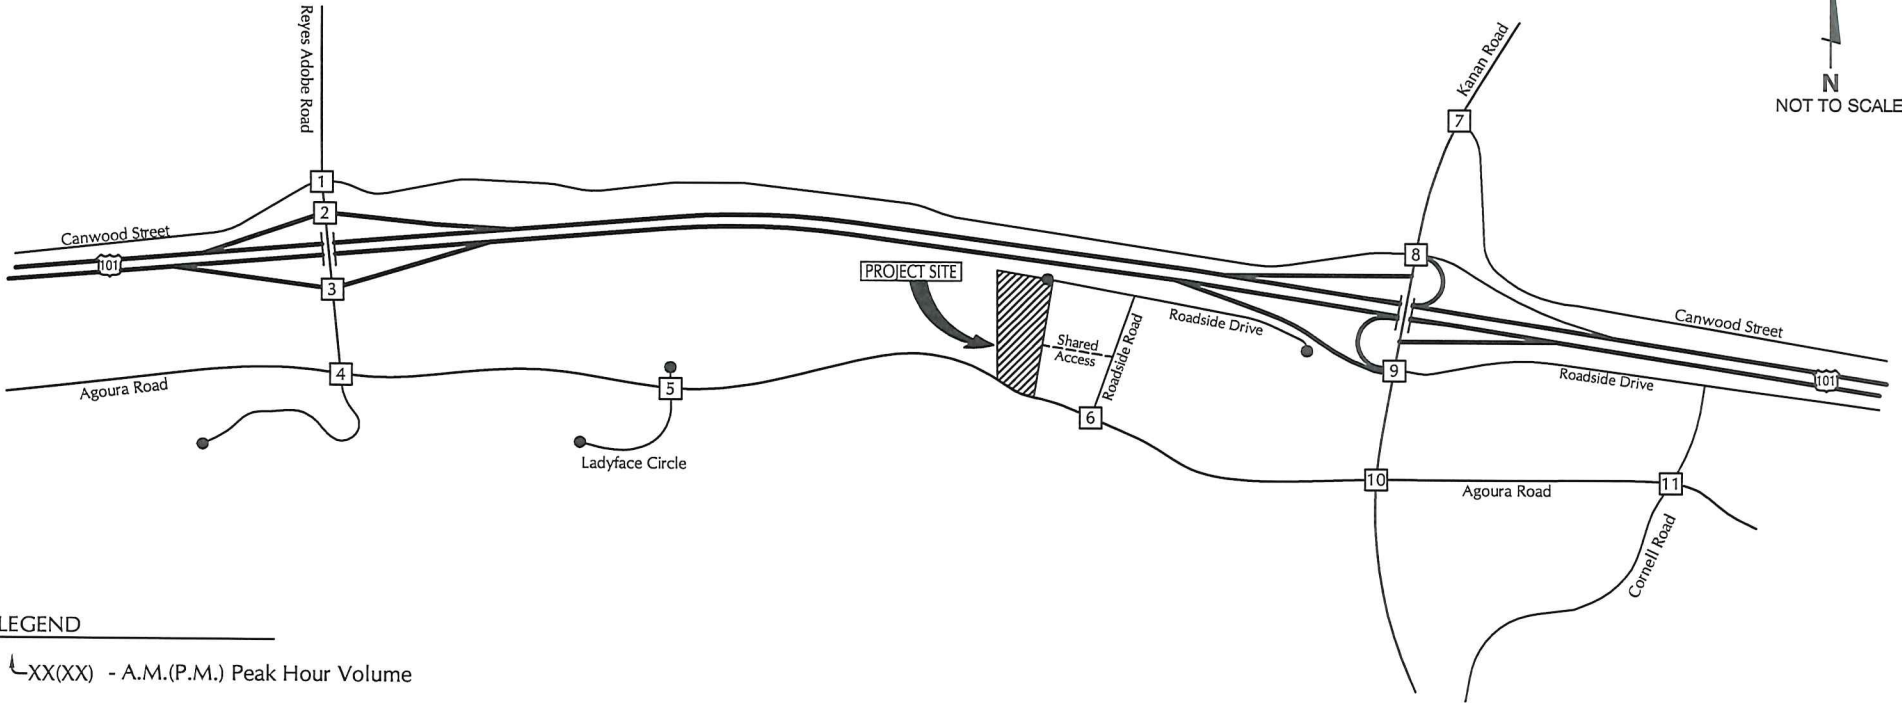 Reyes Adobe Road
Kanan Road
N
NOT TO SCALE
7
1
2
Canwood Street
101
8
PROJECT SITE
3
Roadside Drive
Canwood Street
Shared
Access
Roadside Road
4
Agoura Road
5
9
Roadside Drive
101
6
Ladyface Circle
10
Agoura Road
11
Cornell Road
LEGEND
XX(XX) - A.M.(P.M.) Peak Hour Volume